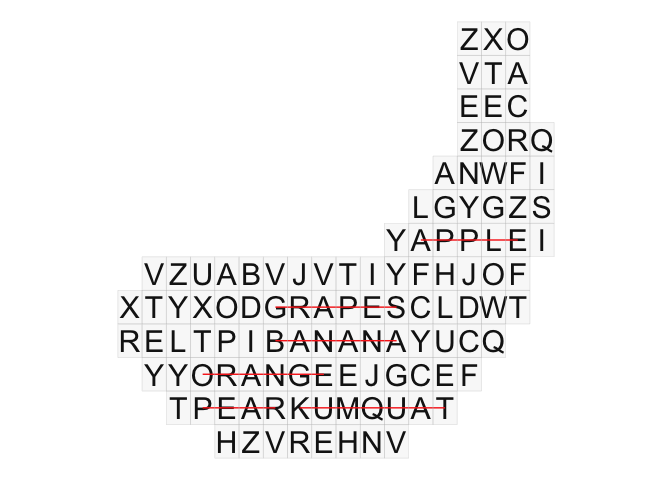 ZXO
VTA
EEC
ZORQ
ANWFI
LGYGZS
YAPPLEI
VZUABVJVTIYFHJOF
XTYXODGRAPESCLDWT
RELTPIBANANAYUCQ
YYORANGEEJGCEF
TPEARKUMQUAT
HZVREHNV